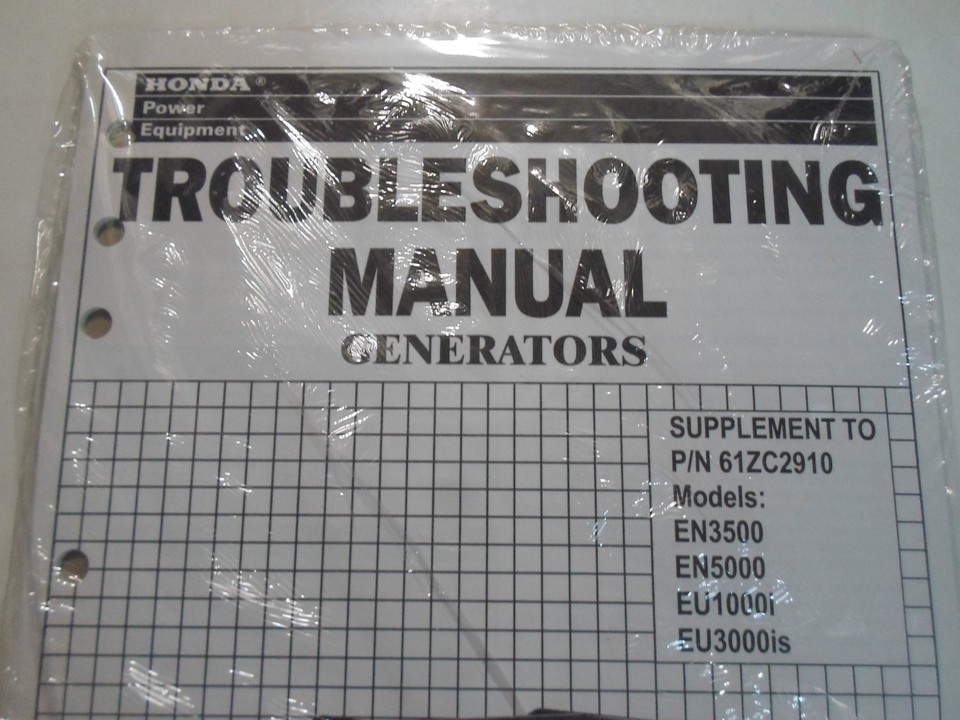 HONDA®
Power
Equipment
TROUBLESHOOTING
MANUAL
GENERATORS
SUPPLEMENT TO
P/N 61ZC2910
Models:
EN3500
EN5000
EU1000i
EU3000is